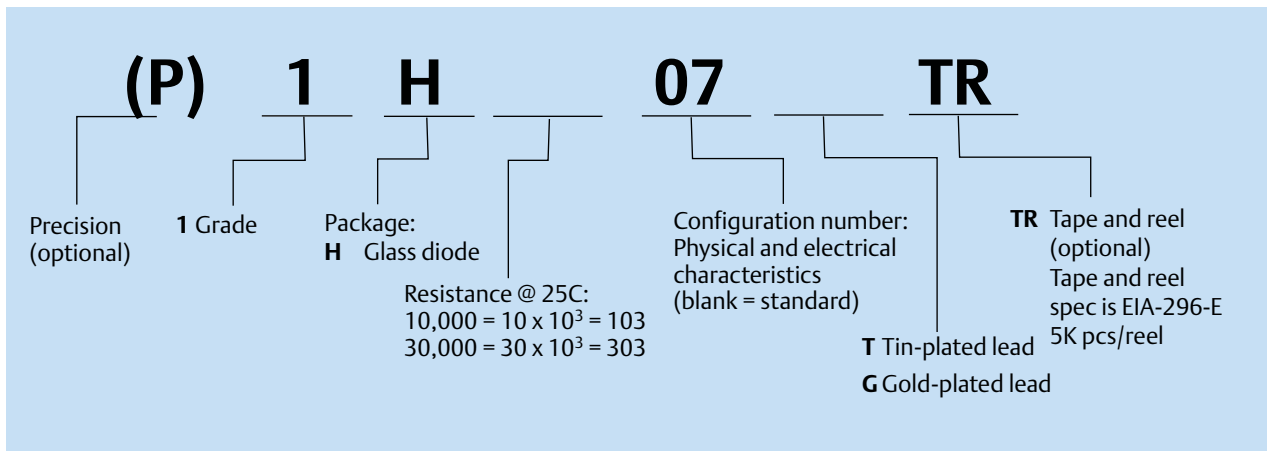 (P) 1 H 07 TR
Precision
(optional)
1 Grade
Package:
H Glass diode
Resistance @ 25C:
10,000 = 10 x 10³ = 103
30,000 = 30 x 10³ = 303
Configuration number:
Physical and electrical
characteristics
(blank = standard)
T Tin-plated lead
G Gold-plated lead
TR Tape and reel
(optional)
Tape and reel
spec is EIA-296-E
5K pcs/reel